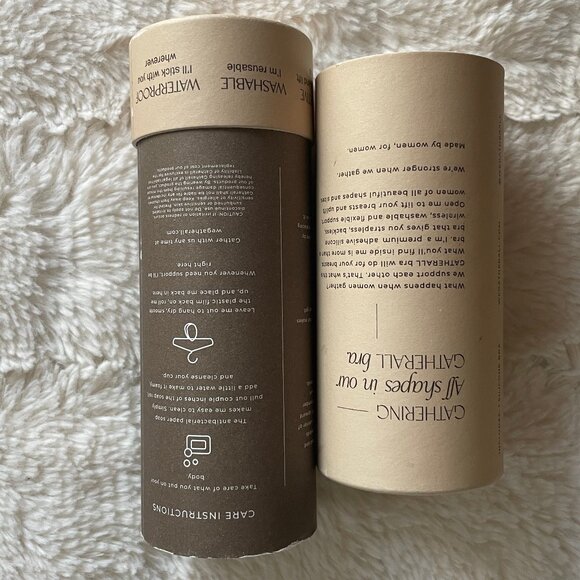 GATHERING
All shapes in our
GATHERALL bra.
What happens when women gather?
We support each other. That's what this
GATHERALL bra will do for your breasts.
What you'll find inside me is more than a
bra. I'm a premium adhesive silicone
bra that gives you strapless, backless,
wireless, washable and flexible support.
Open me to lift your breasts and uplift
women of all beautiful shapes and sizes
We're stronger when we gather.
Made by women, for women.
CARE INSTRUCTIONS
Take care of what you put on your
body.
The antibacterial paper soap
makes me easy to clean. Simply
pull out couple inches of the soap roll
add a little water to make it foamy
and cleanse your cup.
Leave me out to hang dry, smooth
the plastic film back on, roll me
up, and place me back in here
Whenever you need support, I'll be
right here
Gather with us any time at
wegatherall.com
replacement cost of our product.
WATERPROOF
I'll stick with you
wherever
WASHABLE
I'm reusable
lift